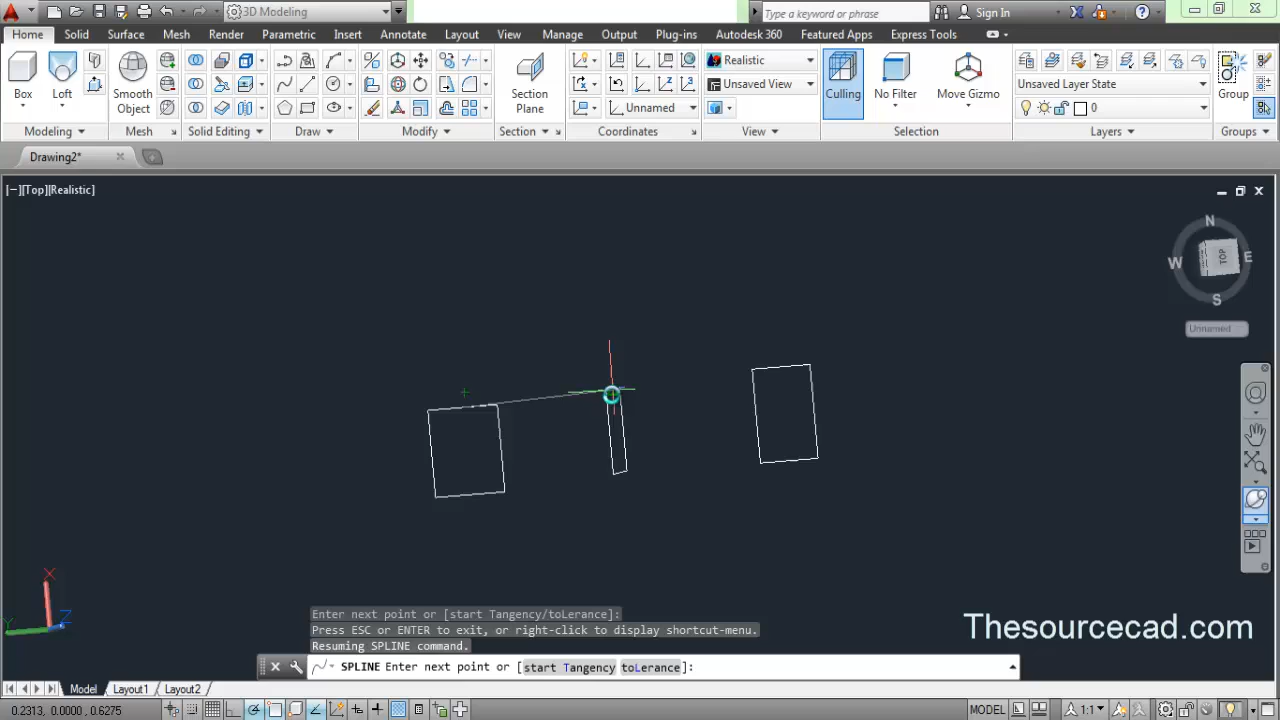 3D Modeling
Type a keyword or phrase
Sign In
Home Solid Surface Mesh Render Parametric Insert Annotate Layout View Manage Output Plug-ins Autodesk 360 Featured Apps Express Tools
Box
Loft
Smooth
Object
Section
Plane
Unnamed
Realistic
Unsaved View
Culling
No Filter
Move Gizmo
Unsaved Layer State
0
Group
Modeling Mesh Solid Editing Draw Modify Section Coordinates View Selection Layers Groups
Drawing2*
[−][Top][Realistic]
N
W
TOP
E
S
Unnamed
X
Y
Z
Enter next point or [start Tangency/toLerance]:
Press ESC or ENTER to exit, or right-click to display shortcut-menu.
Resuming SPLINE command.
SPLINE Enter next point or [start Tangency toLerance]:
Thesourcecad.com
Model Layout1 Layout2
0.2313, 0.0000 , 0.6275
MODEL
1:1